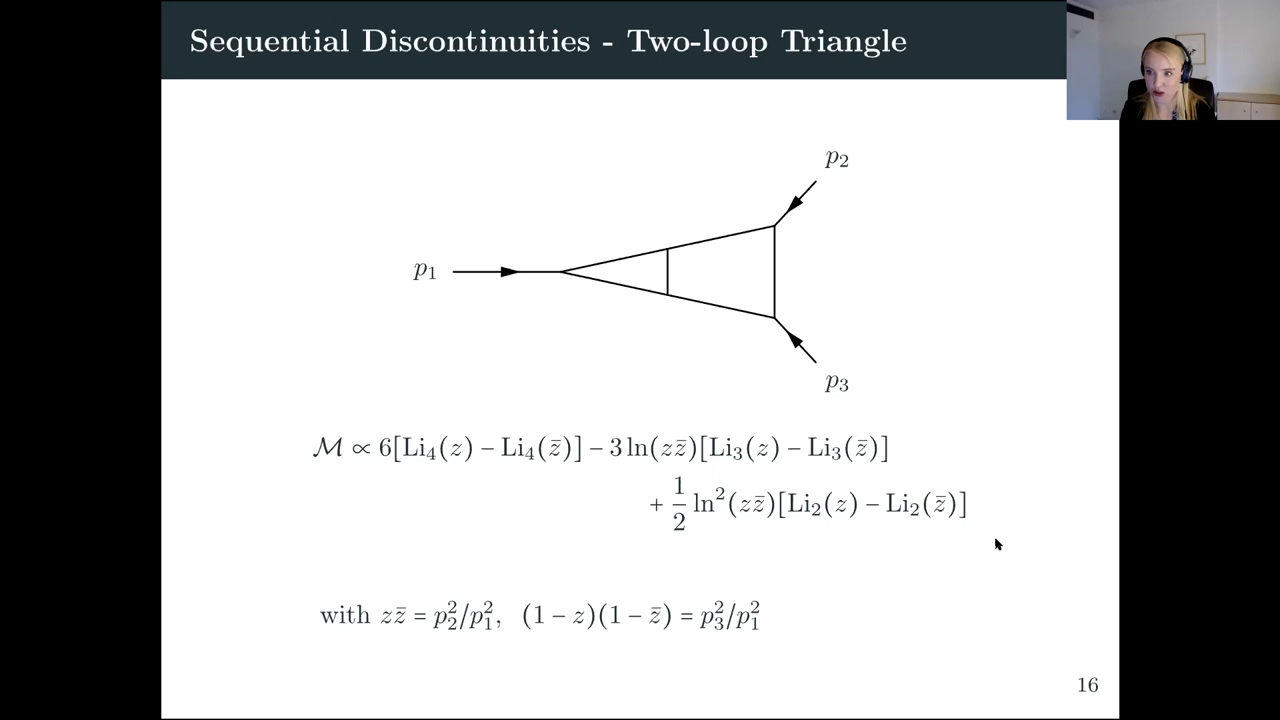 Sequential Discontinuities - Two-loop Triangle
p₂
p₁
p₃
ℳ ∝ 6[Li₄(z) − Li₄(z̄)] − 3 ln(zz̄)[Li₃(z) − Li₃(z̄)]
+ 1/2 ln²(zz̄)[Li₂(z) − Li₂(z̄)]
with zz̄ = p₂²/p₁², (1 − z)(1 − z̄) = p₃²/p₁²
16